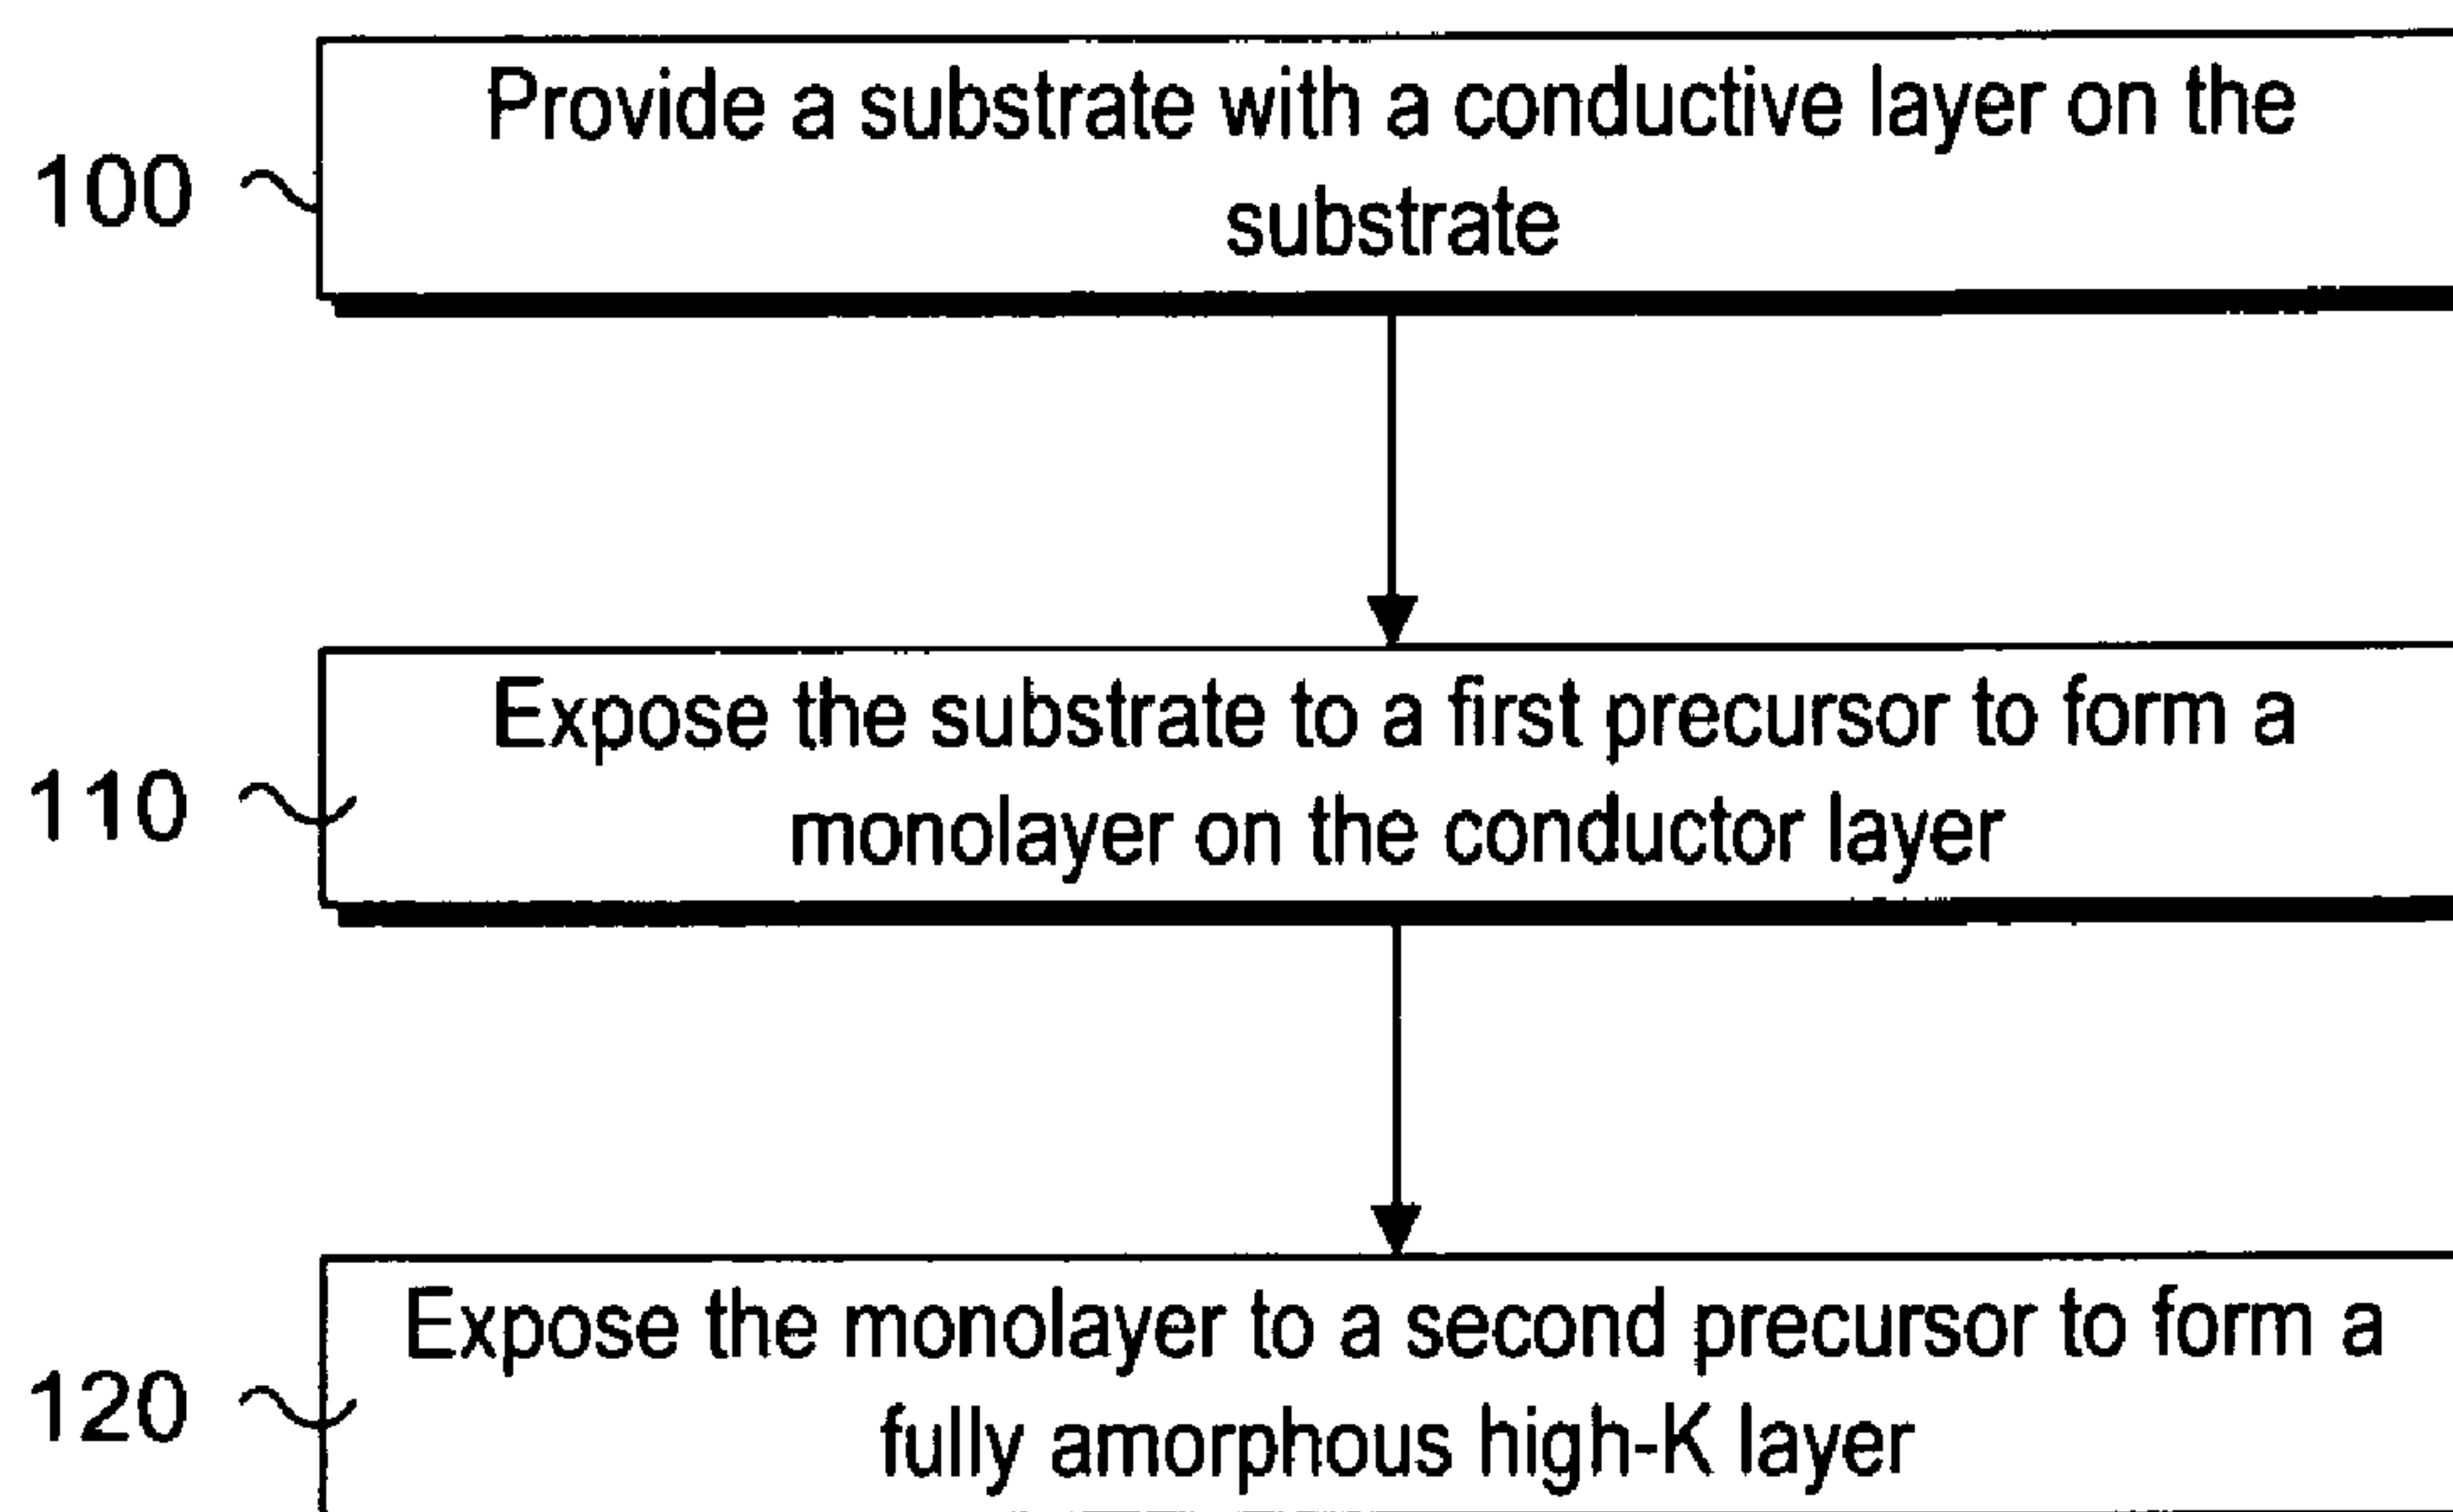 Provide a substrate with a conductive layer on the
100
substrate
Expose the substrate to a first precursor to form a
110
monolayer on the conductor layer
Expose the monolayer to a second precursor to form a
120
fully amorphous high-K layer